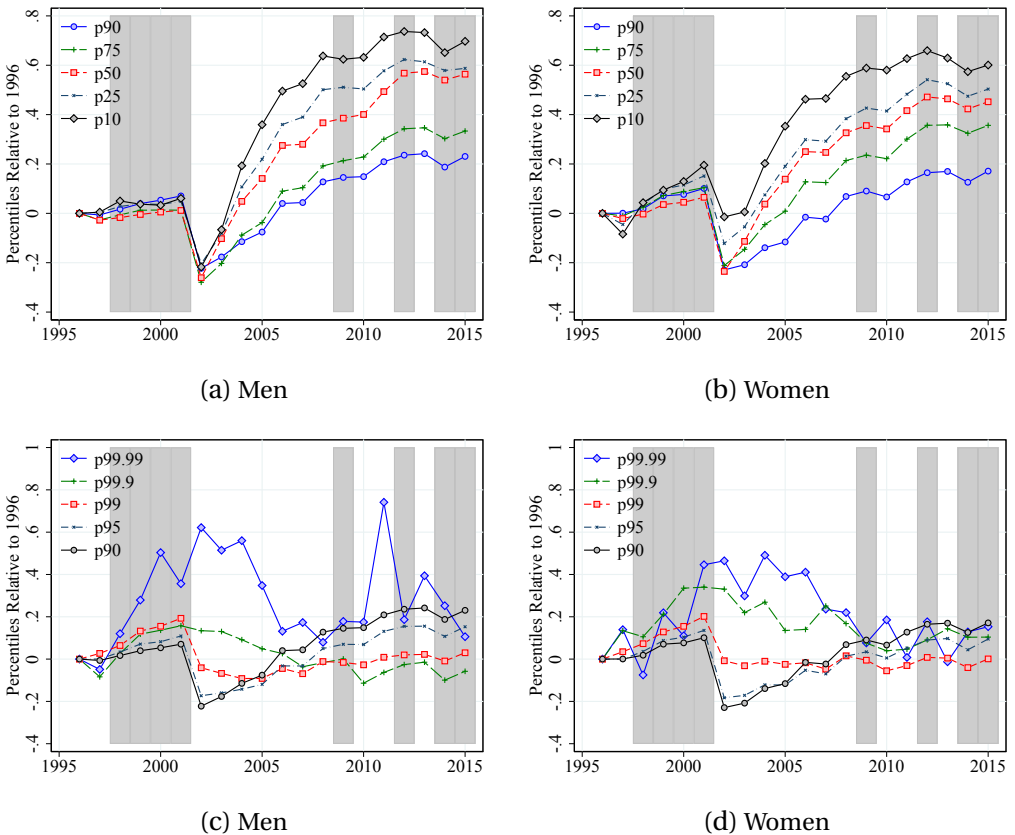 Percentiles Relative to 1996
.8
.6
.4
.2
0
-.2
-.4
p90
p75
p50
p25
p10
1995 2000 2005 2010 2015
(a) Men
Percentiles Relative to 1996
.8
.6
.4
.2
0
-.2
-.4
p90
p75
p50
p25
p10
1995 2000 2005 2010 2015
(b) Women
Percentiles Relative to 1996
1
.8
.6
.4
.2
0
-.2
-.4
p99.99
p99.9
p99
p95
p90
1995 2000 2005 2010 2015
(c) Men
Percentiles Relative to 1996
1
.8
.6
.4
.2
0
-.2
-.4
p99.99
p99.9
p99
p95
p90
1995 2000 2005 2010 2015
(d) Women